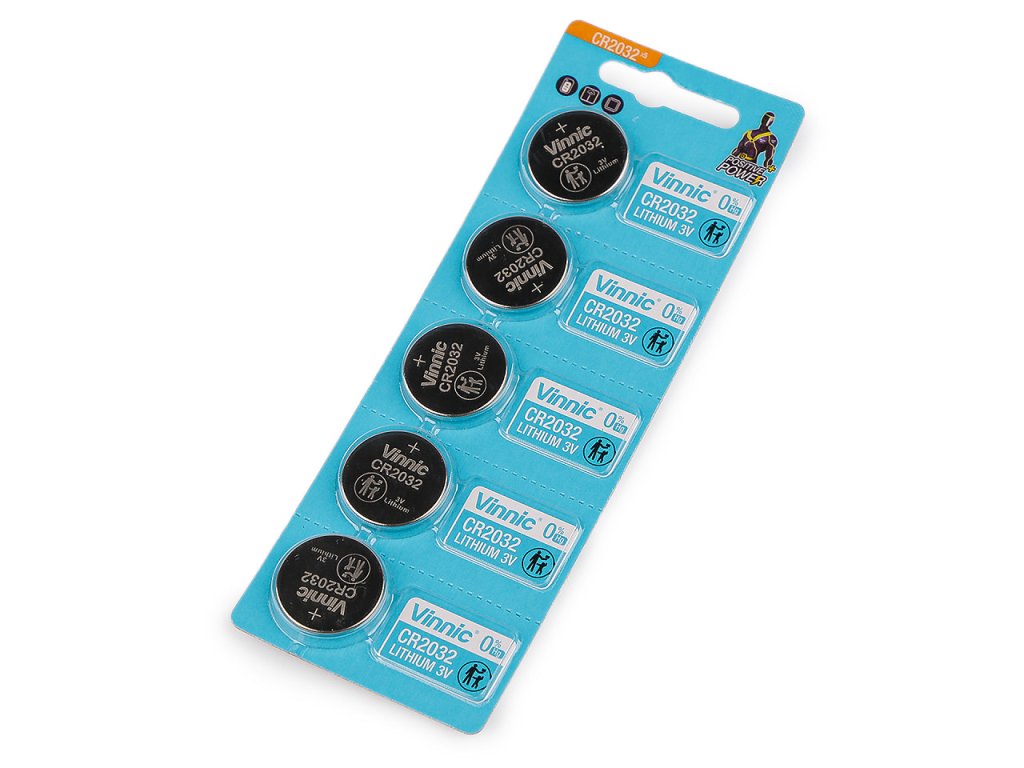 CR2032 x5
POSITIVE
POWER
+
Vinnic
CR2032
3V
Lithium
Vinnic® 0% Hg
CR2032
LITHIUM 3V
+
Vinnic
CR2032
3V
Lithium
Vinnic® 0% Hg
CR2032
LITHIUM 3V
+
Vinnic
CR2032
3V
Lithium
Vinnic® 0% Hg
CR2032
LITHIUM 3V
+
Vinnic
CR2032
3V
Lithium
Vinnic® 0% Hg
CR2032
LITHIUM 3V
+
Vinnic
CR2032
3V
Lithium
Vinnic® 0% Hg
CR2032
LITHIUM 3V